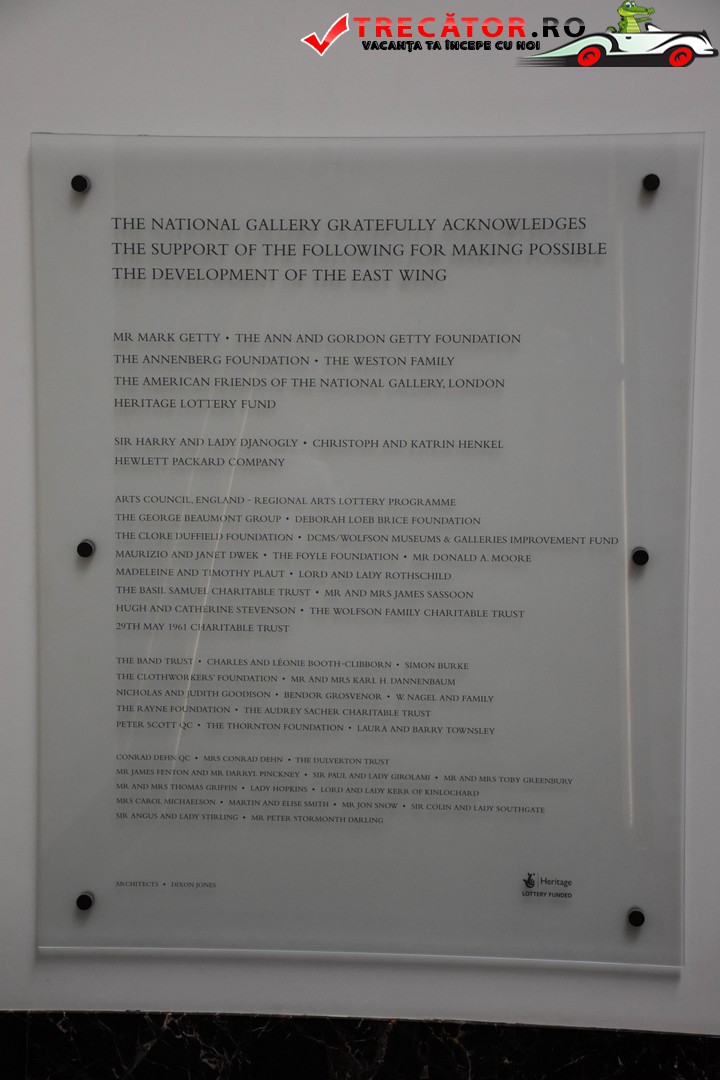 TRECĂTOR.RO
VACANȚA TA ÎNCEPE CU NOI
THE NATIONAL GALLERY GRATEFULLY ACKNOWLEDGES
THE SUPPORT OF THE FOLLOWING FOR MAKING POSSIBLE
THE DEVELOPMENT OF THE EAST WING
MR MARK GETTY • THE ANN AND GORDON GETTY FOUNDATION
THE ANNENBERG FOUNDATION • THE WESTON FAMILY
THE AMERICAN FRIENDS OF THE NATIONAL GALLERY, LONDON
HERITAGE LOTTERY FUND
SIR HARRY AND LADY DJANOGLY • CHRISTOPH AND KATRIN HENKEL
HEWLETT PACKARD COMPANY
ARTS COUNCIL, ENGLAND - REGIONAL ARTS LOTTERY PROGRAMME
THE GEORGE BEAUMONT GROUP • DEBORAH LOEB BRICE FOUNDATION
THE CLORE DUFFIELD FOUNDATION • DCMS/WOLFSON MUSEUMS & GALLERIES IMPROVEMENT FUND
MAURIZIO AND JANET DWEK • THE FOYLE FOUNDATION • MR DONALD A. MOORE
MADELEINE AND TIMOTHY PLAUT • LORD AND LADY ROTHSCHILD
THE BASIL SAMUEL CHARITABLE TRUST • MR AND MRS JAMES SASSOON
HUGH AND CATHERINE STEVENSON • THE WOLFSON FAMILY CHARITABLE TRUST
29TH MAY 1961 CHARITABLE TRUST
THE BAND TRUST • CHARLES AND LÉONIE BOOTH-CLIBBORN • SIMON BURKE
THE CLOTHWORKERS' FOUNDATION • MR AND MRS KARL H. DANNENBAUM
NICHOLAS AND JUDITH GOODISON • BENDOR GROSVENOR • W. NAGEL AND FAMILY
THE RAYNE FOUNDATION • THE AUDREY SACHER CHARITABLE TRUST
PETER SCOTT QC • THE THORNTON FOUNDATION • LAURA AND BARRY TOWNSLEY
CONRAD DEHN QC • MRS CONRAD DEHN • THE DULVERTON TRUST
MR JAMES FENTON AND MR DARRYL PINCKNEY • SIR PAUL AND LADY GIROLAMI • MR AND MRS TOBY GREENBURY
MR AND MRS THOMAS GRIFFIN • LADY HOPKINS • LORD AND LADY KERR OF KINLOCHARD
MRS CAROL MICHAELSON • MARTIN AND ELISE SMITH • MR JON SNOW • SIR COLIN AND LADY SOUTHGATE
MR ANGUS AND LADY STIRLING • MR PETER STORMONTH DARLING
ARCHITECTS • DIXON JONES
Heritage
LOTTERY FUNDED